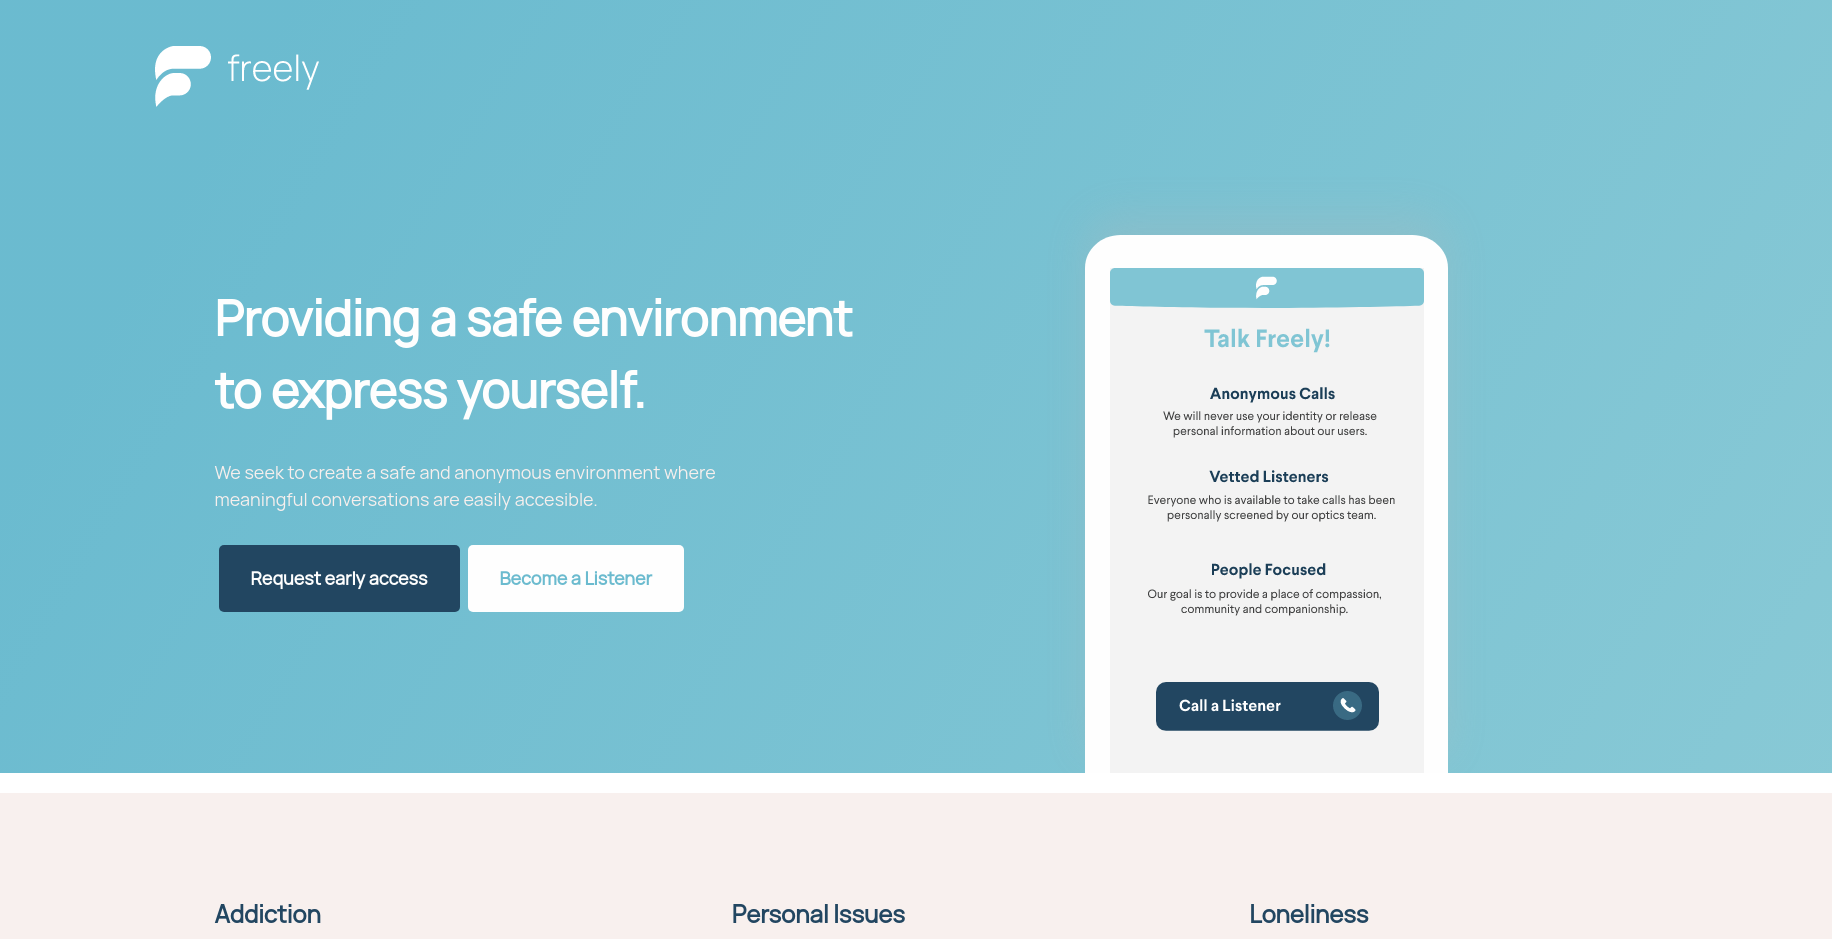 freely
Providing a safe environment
to express yourself.
We seek to create a safe and anonymous environment where
meaningful conversations are easily accesible.
Request early access
Become a Listener
Talk Freely!
Anonymous Calls
We will never use your identity or release
personal information about our users.
Vetted Listeners
Everyone who is available to take calls has been
personally screened by our optics team.
People Focused
Our goal is to provide a place of compassion,
community and companionship.
Call a Listener
Addiction
Personal Issues
Loneliness